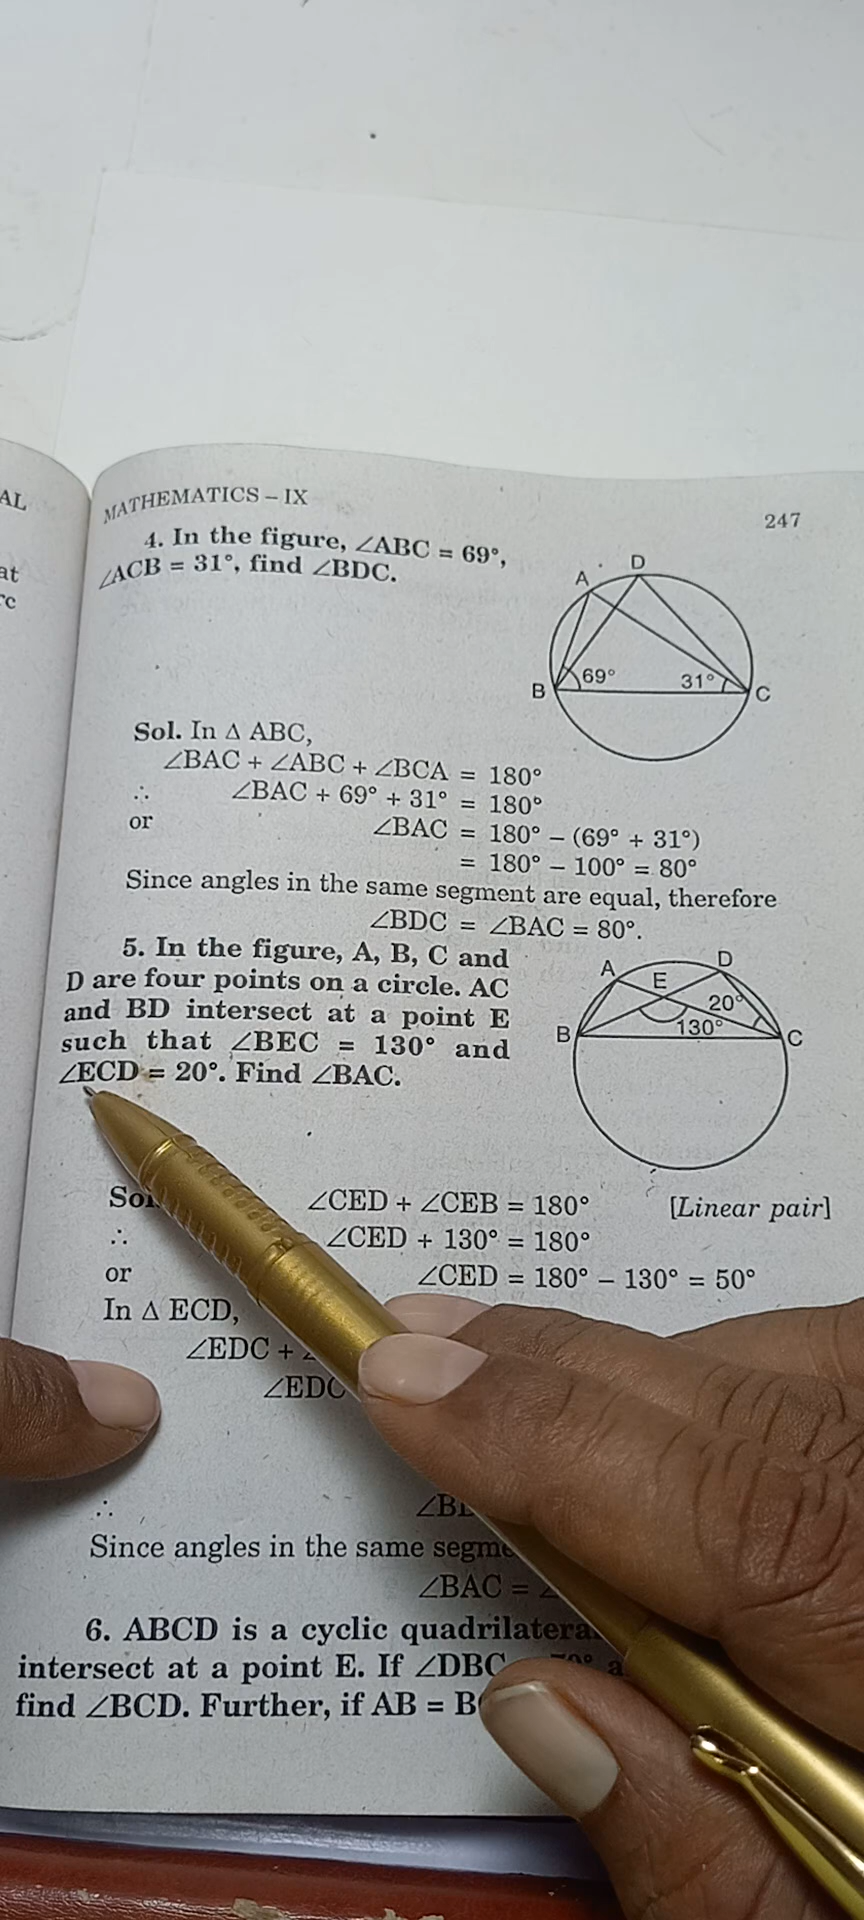 AL
at
rc
MATHEMATICS – IX
247
4. In the figure, ∠ABC = 69°,
∠ACB = 31°, find ∠BDC.
A
D
B
69°
31°
C
Sol. In Δ ABC,
∠BAC + ∠ABC + ∠BCA = 180°
∴ ∠BAC + 69° + 31° = 180°
or ∠BAC = 180° – (69° + 31°)
= 180° – 100° = 80°
Since angles in the same segment are equal, therefore
∠BDC = ∠BAC = 80°.
5. In the figure, A, B, C and
D are four points on a circle. AC
and BD intersect at a point E
such that ∠BEC = 130° and
∠ECD = 20°. Find ∠BAC.
A
D
E
20°
B
130°
C
∠CED + ∠CEB = 180° [Linear pair]
∴ ∠CED + 130° = 180°
or ∠CED = 180° – 130° = 50°
In Δ ECD,
∠EDC +
∠EDC
∴
Since angles in the same
∠BAC =
6. ABCD is a cyclic
intersect at a point E. If ∠DBC
find ∠BCD. Further, if AB =